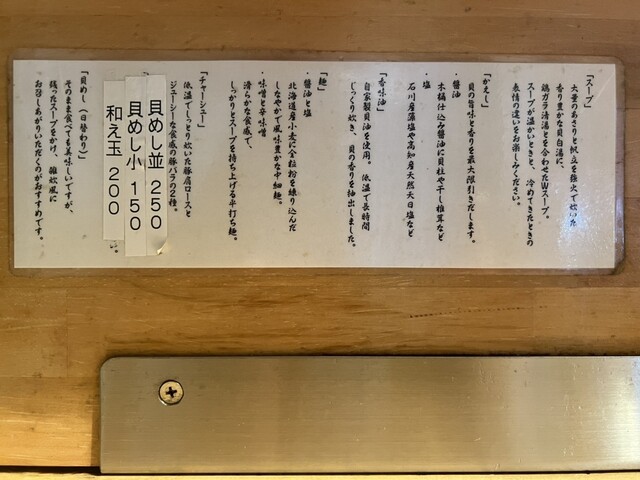 「スープ」
大量のあさりと帆立を強火で炊いた
香り豊かな貝白湯に、
鶏ガラ清湯とを合わせたWスープ。
スープが温かいときと、冷めてきたときの
表情の違いをお楽しみください。
「かえし」
貝の旨味と香りを最大限引きだします。
・醤油
木桶仕込み醤油に貝柱や干し椎茸など
・塩
石川産藻塩や高知産天然天日塩など
「香味油」
自家製貝油を使用。低温で長時間
じっくり炊き、貝の香りを抽出しました。
「麺」
・醤油と塩
北海道産小麦に全粒粉を練り込んだ
しなやかで風味豊かな中細麺。
・味噌と辛味噌
滑らかな食感で、
しっかりとスープを持ち上げる平打ち麺。
「チャーシュー」
低温でしっとり炊いた豚肩ロースと
ジューシーな食感の豚バラの2種。
貝めし並 250
貝めし小 150
和え玉 200
「貝めし(日替わり)」
そのまま食べても美味しいですが、
残ったスープをかけ、雑炊風に
お召しあがりいただくのがおすすめです。